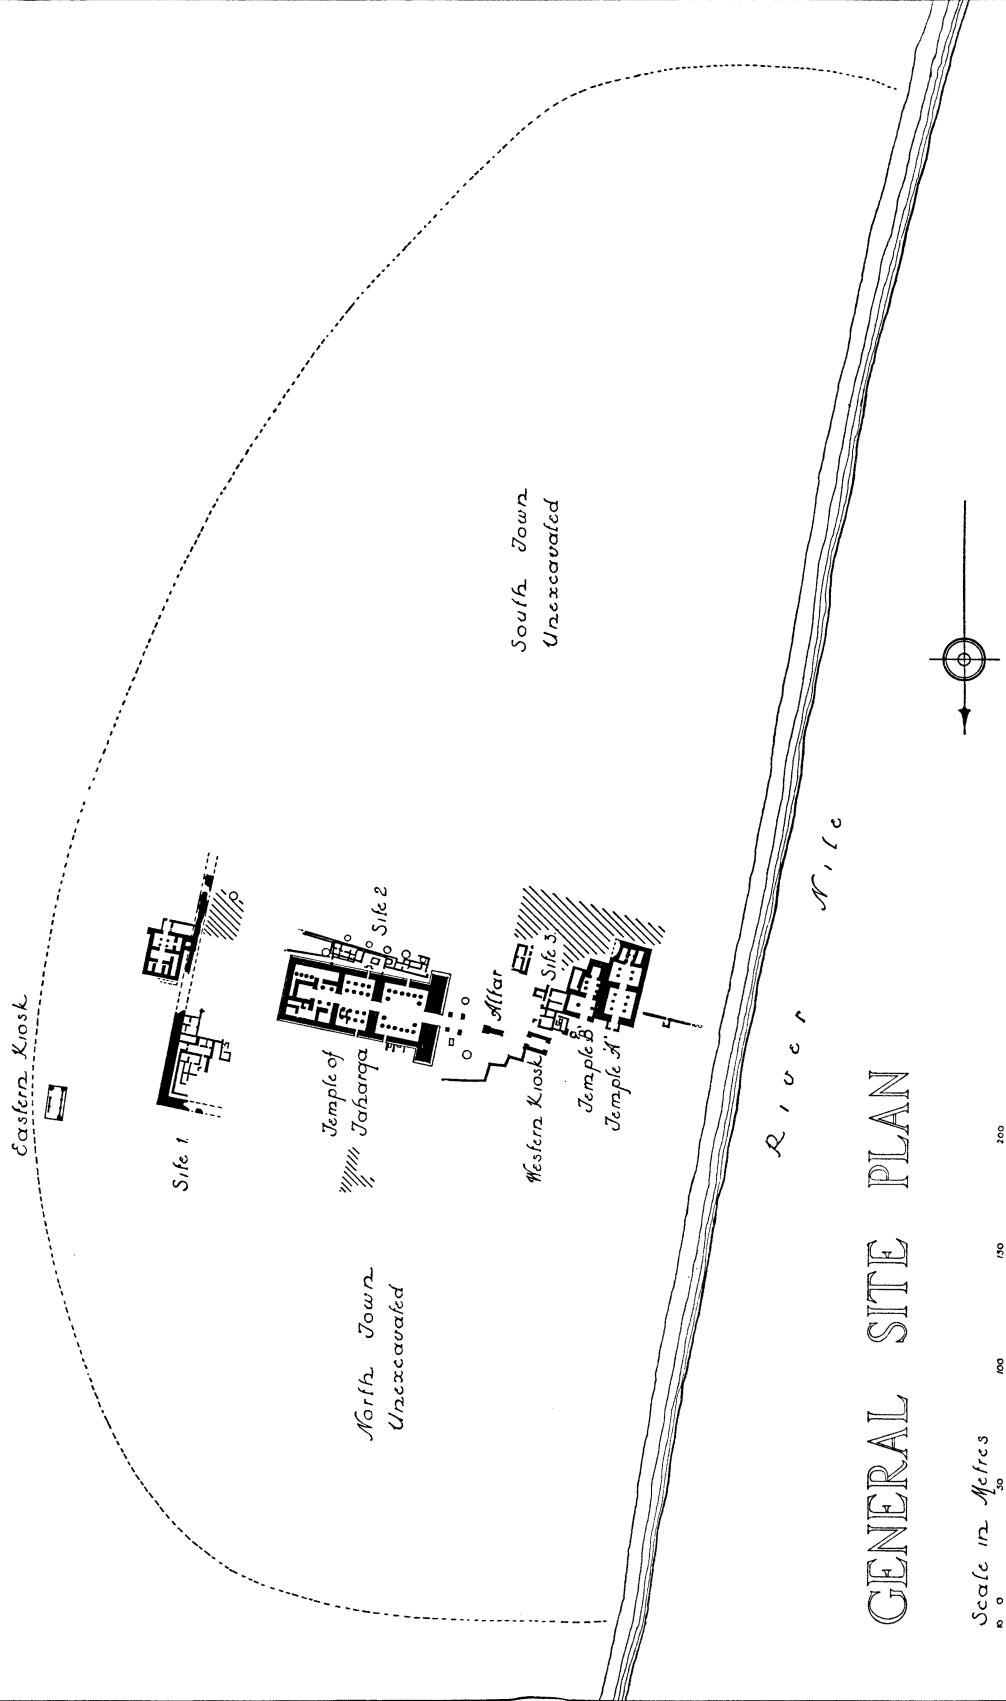 Eastern Kiosk
Site 1.
Temple of
Taharqa
Site 2
Altar
Western Kiosk
Site 3.
Temple 'B'
Temple 'A'
North Town
Unexcavated
South Town
Unexcavated
River Nile
GENERAL SITE PLAN
Scale in Metres
10 0 50 100 150 200